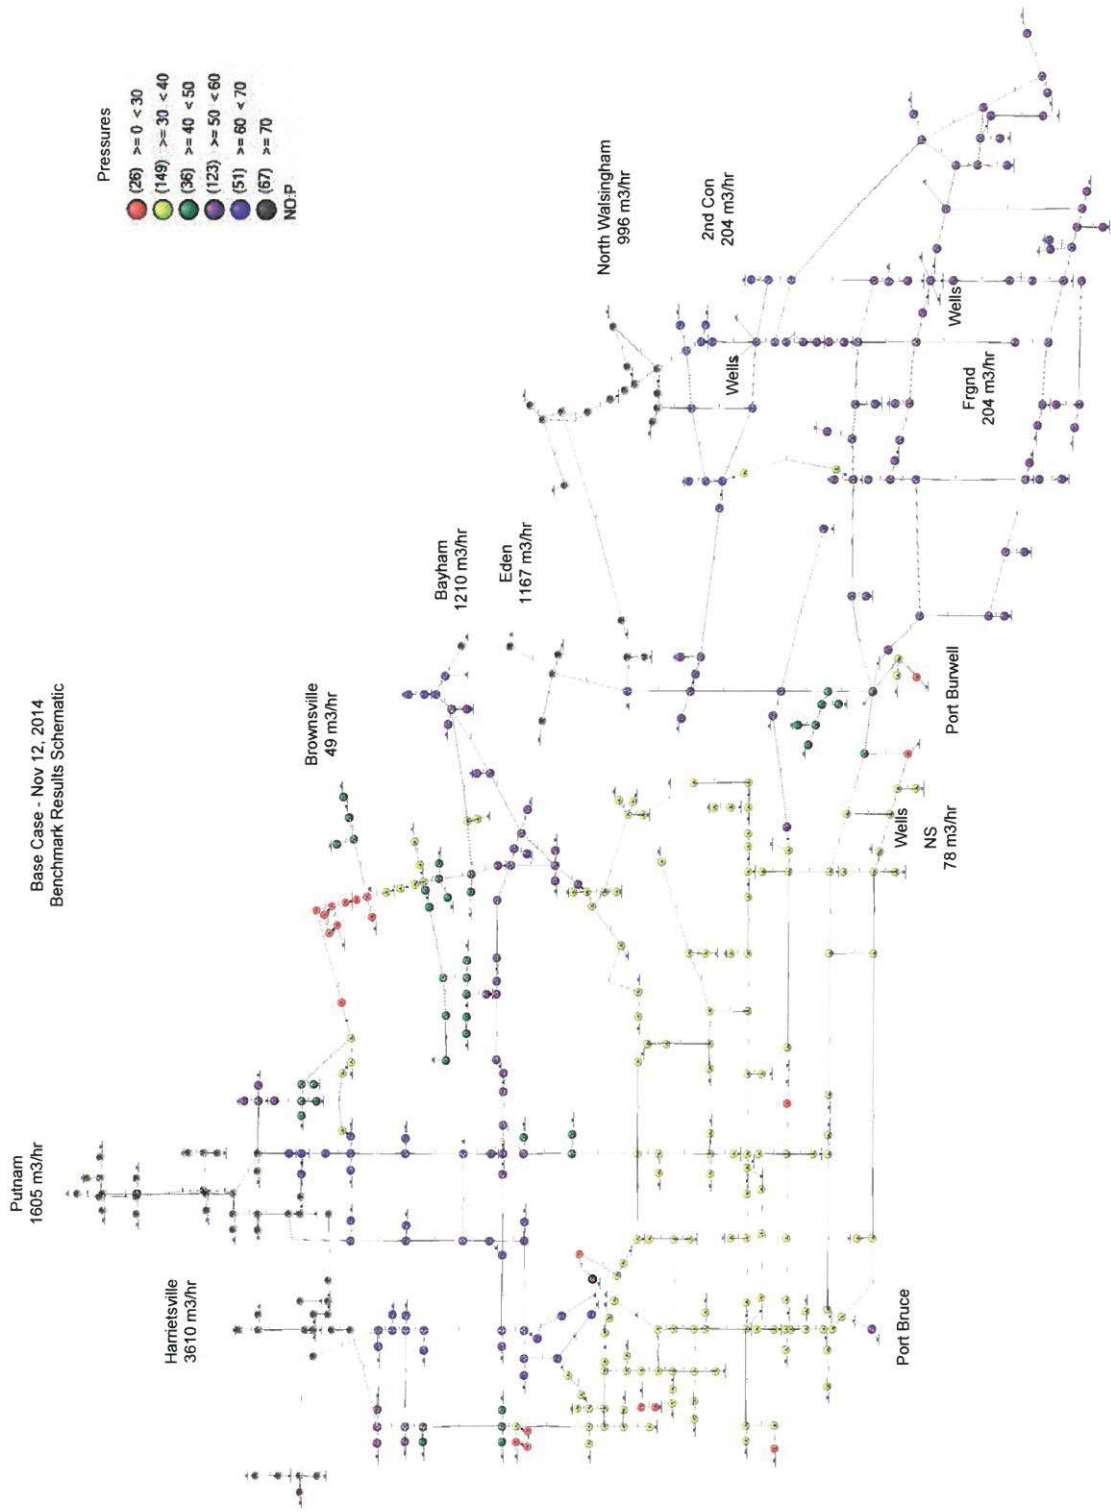 Base Case - Nov 12, 2014
Benchmark Results Schematic
Pressures
(26) >= 0 < 30
(149) >= 30 < 40
(36) >= 40 < 50
(123) >= 50 < 60
(51) >= 60 < 70
(67) >= 70
NO:P
Putnam
1605 m3/hr
Harrietsville
3610 m3/hr
Brownsville
49 m3/hr
Bayham
1210 m3/hr
Eden
1167 m3/hr
North Walsingham
996 m3/hr
2nd Con
204 m3/hr
Wells
Wells
Frgnd
204 m3/hr
Port Burwell
Wells
NS
78 m3/hr
Port Bruce